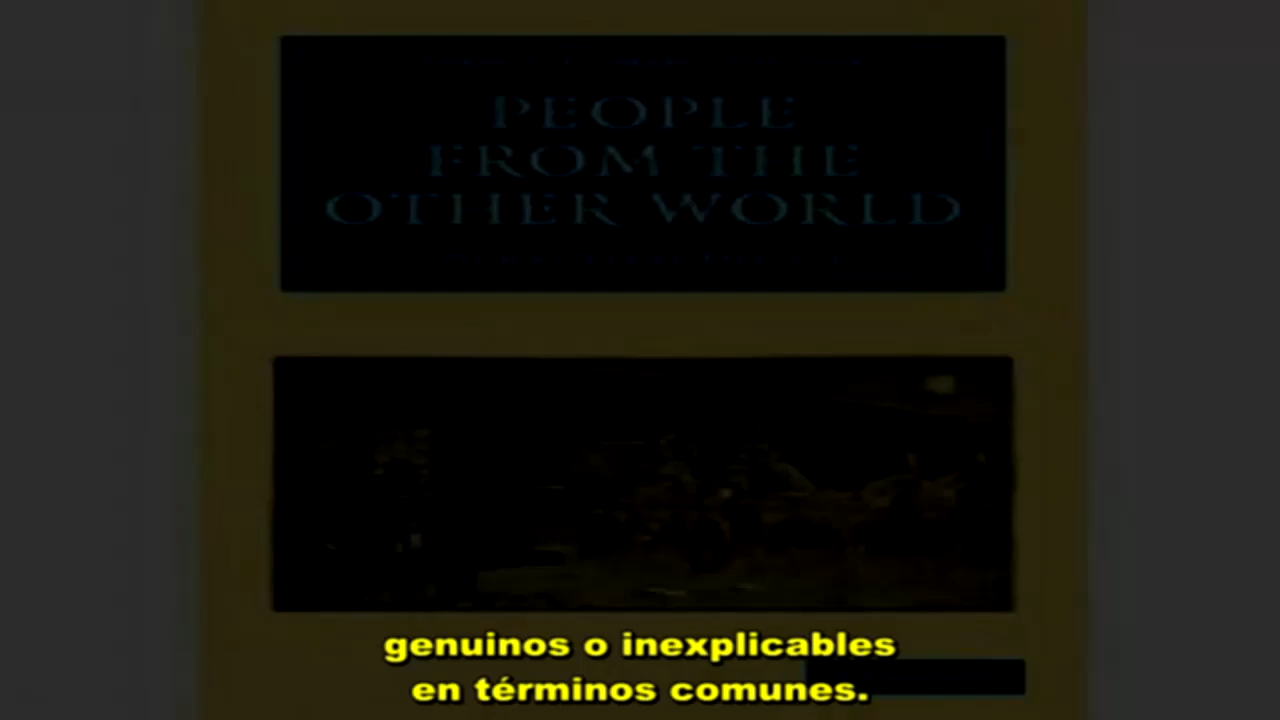 PEOPLE
FROM THE
OTHER WORLD
genuinos o inexplicables
en términos comunes.